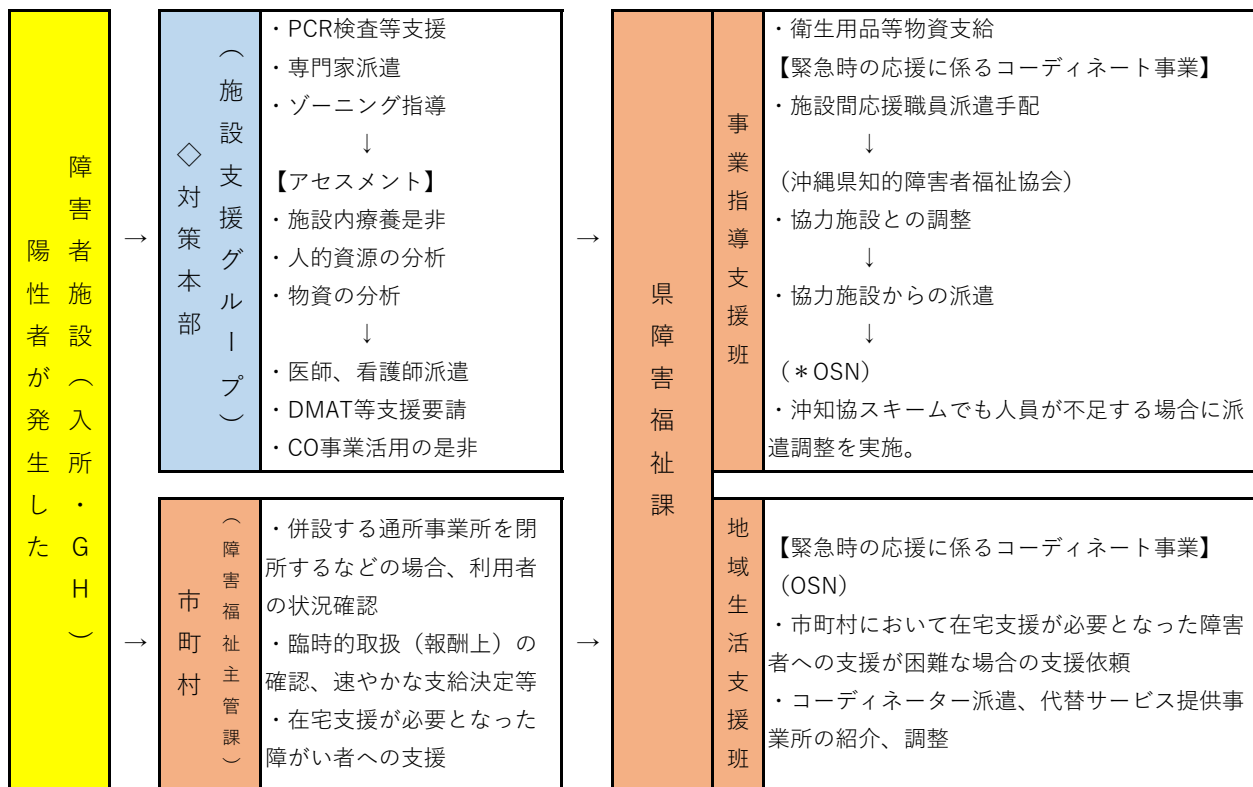 障害者施設（入所・GH）
陽性者が発生した
→
（施設支援グループ）
◇対策本部
・PCR検査等支援
・専門家派遣
・ゾーニング指導
↓
【アセスメント】
・施設内療養是非
・人的資源の分析
・物資の分析
↓
・医師、看護師派遣
・DMAT等支援要請
・CO事業活用の是非
→
県障害福祉課
事業指導支援班
・衛生用品等物資支給
【緊急時の応援に係るコーディネート事業】
・施設間応援職員派遣手配
↓
（沖縄県知的障害者福祉協会）
・協力施設との調整
↓
・協力施設からの派遣
↓
（＊OSN）
・沖知協スキームでも人員が不足する場合に派
遣調整を実施。
→
（障害福祉主管課）
市町村
・併設する通所事業所を閉
所するなどの場合、利用者
の状況確認
・臨時的取扱（報酬上）の
確認、速やかな支給決定等
・在宅支援が必要となった
障がい者への支援
→
地域生活支援班
【緊急時の応援に係るコーディネート事業】
（OSN）
・市町村において在宅支援が必要となった障害
者への支援が困難な場合の支援依頼
・コーディネーター派遣、代替サービス提供事
業所の紹介、調整